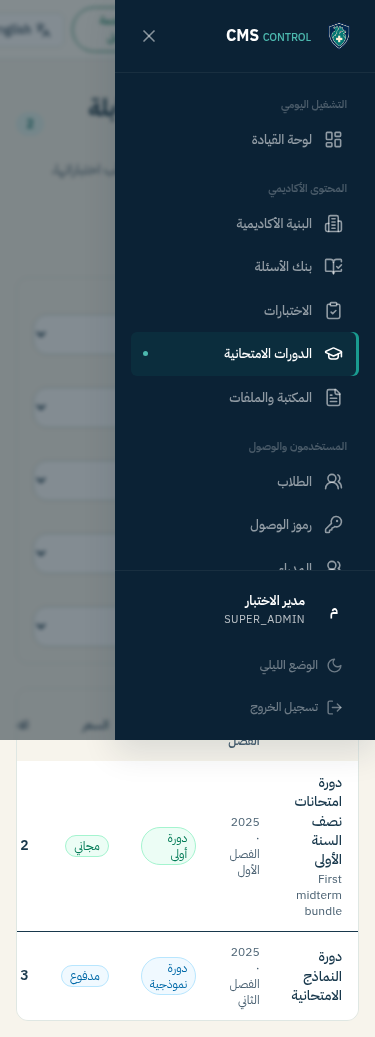 CMS CONTROL
التشغيل اليومي
لوحة القيادة
المحتوى الأكاديمي
البنية الأكاديمية
بنك الأسئلة
الاختبارات
الدورات الامتحانية
المكتبة والملفات
المستخدمون والوصول
الطلاب
رموز الوصول
م
مدير الاختبار
SUPER_ADMIN
الوضع الليلي
تسجيل الخروج
السعر
دورة
امتحانات
نصف
السنة
الأولى
First
midterm
bundle
2025
·
الفصل
الأول
دورة
أولى
مجاني
2
دورة
النماذج
الامتحانية
2025
·
الفصل
الثاني
دورة
نموذجية
مدفوع
3